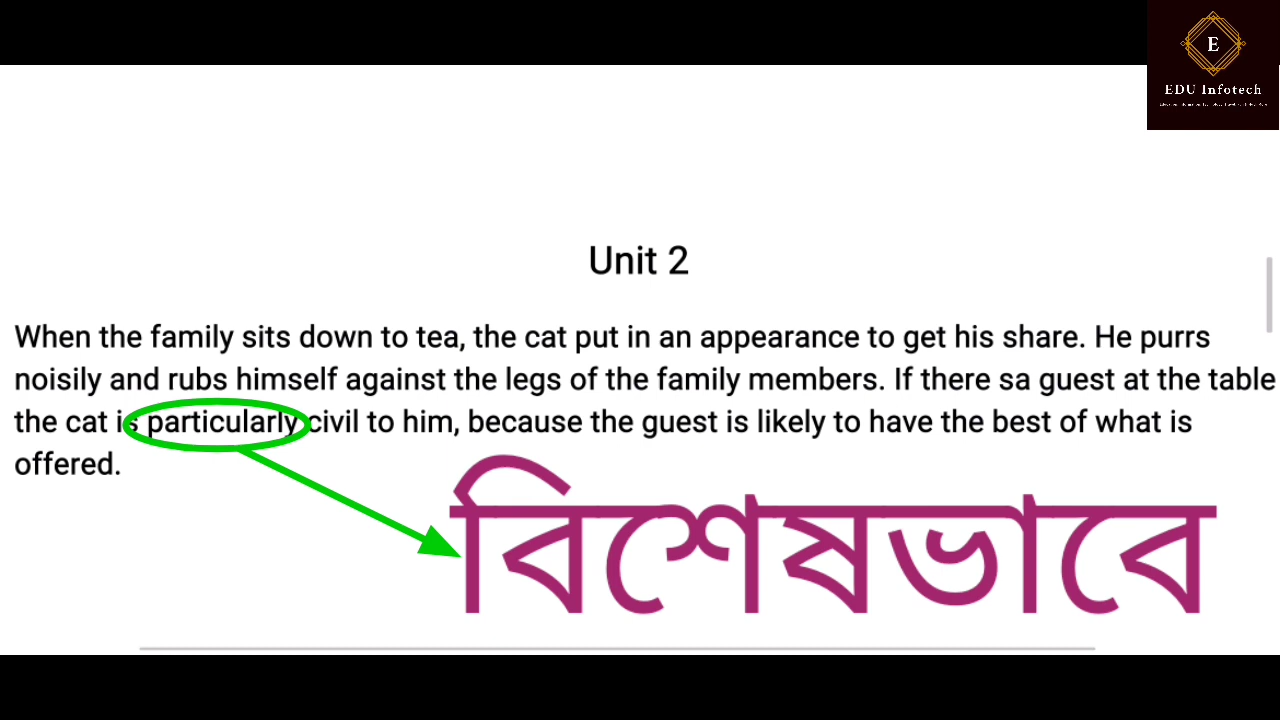 E
EDU Infotech
Unit 2
When the family sits down to tea, the cat put in an appearance to get his share. He purrs
noisily and rubs himself against the legs of the family members. If there sa guest at the table
the cat is particularly civil to him, because the guest is likely to have the best of what is
offered.
বিশেষভাবে